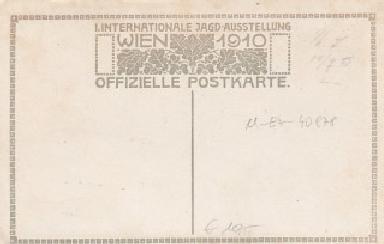 I. INTERNATIONALE JAGD-AUSSTELLUNG
WIEN 1910
OFFIZIELLE POSTKARTE.